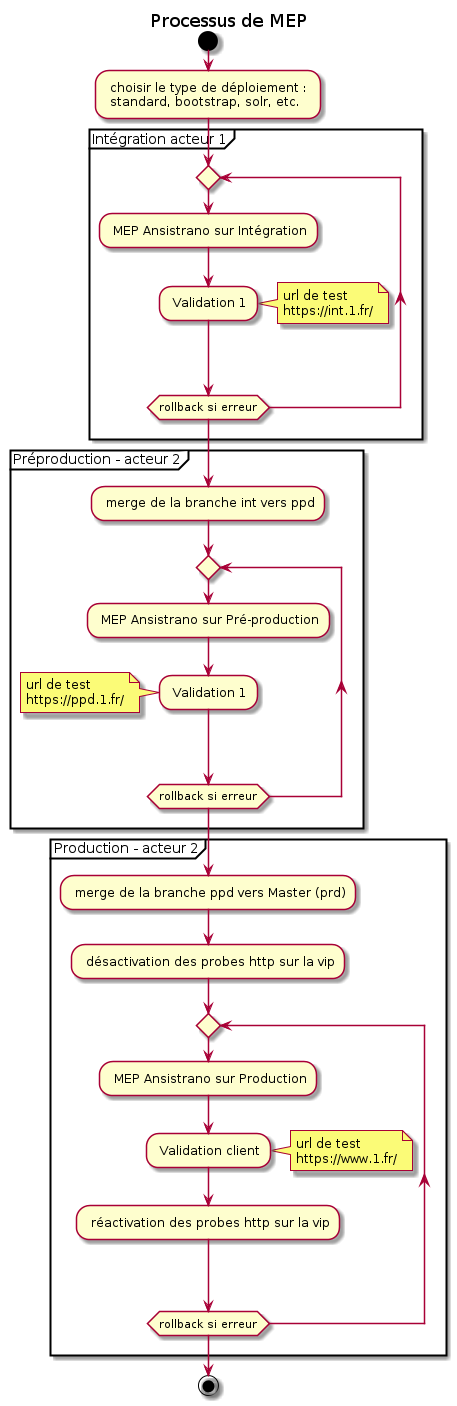 Processus de MEP
choisir le type de déploiement :
standard, bootstrap, solr, etc.
Intégration acteur 1
MEP Ansistrano sur Intégration
Validation 1
url de test
https://int.1.fr/
rollback si erreur
Préproduction - acteur 2
merge de la branche int vers ppd
MEP Ansistrano sur Pré-production
url de test
https://ppd.1.fr/
Validation 1
rollback si erreur
Production - acteur 2
merge de la branche ppd vers Master (prd)
désactivation des probes http sur la vip
MEP Ansistrano sur Production
Validation client
url de test
https://www.1.fr/
réactivation des probes http sur la vip
rollback si erreur